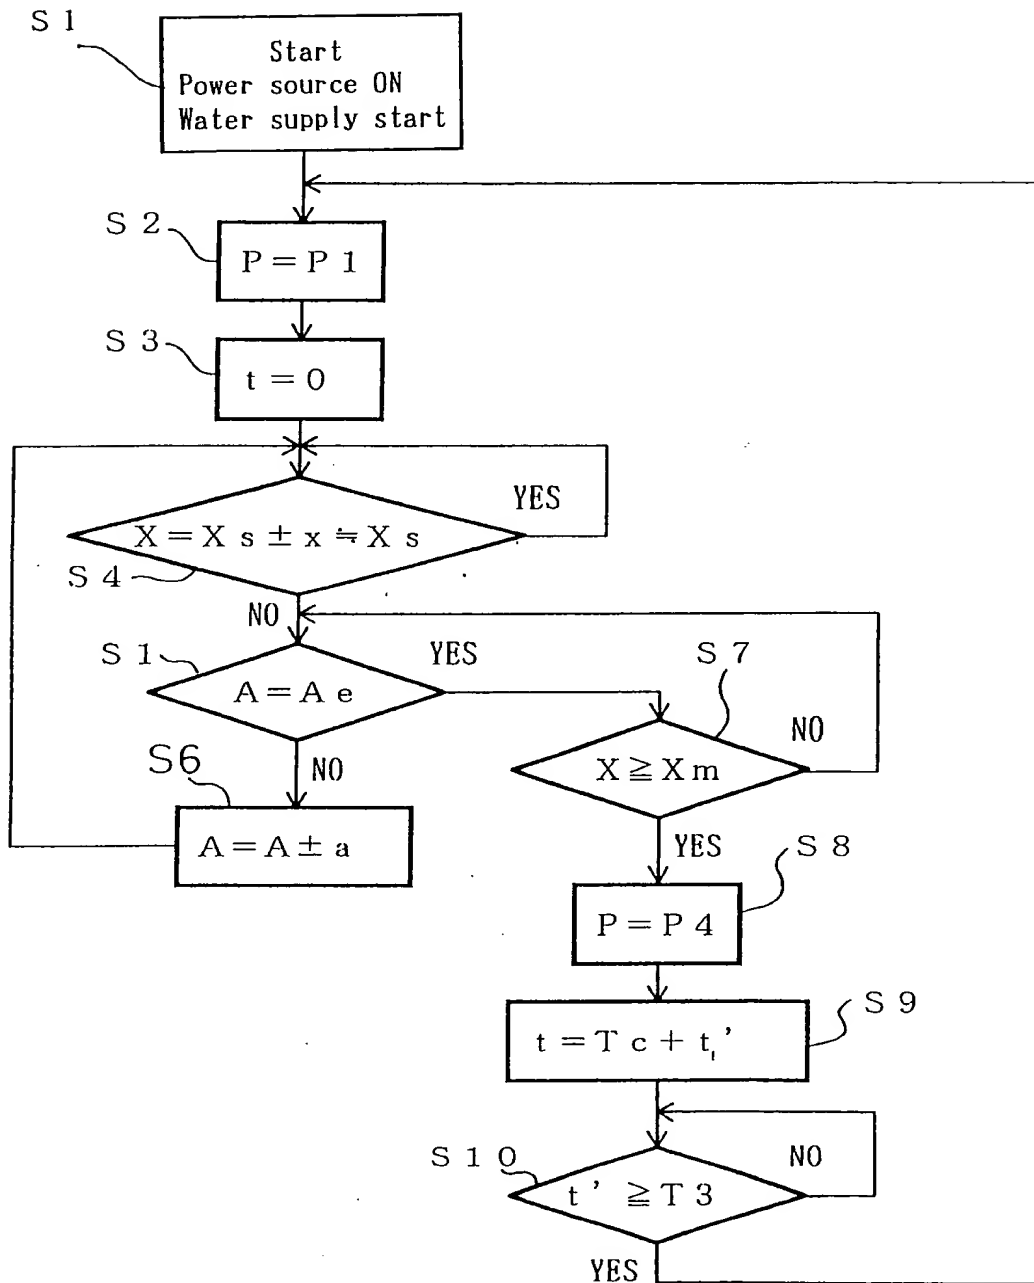 S 1
Start
Power source ON
Water supply start
S 2
P = P 1
S 3
t = 0
YES
X = X s ± x ≒ X s
S 4
NO
S 1
YES
S 7
A = A e
NO
X ≧ X m
S6
NO
A = A ± a
YES
S 8
P = P 4
S 9
t = T c + t₁'
S 1 0
NO
t ' ≧ T 3
YES